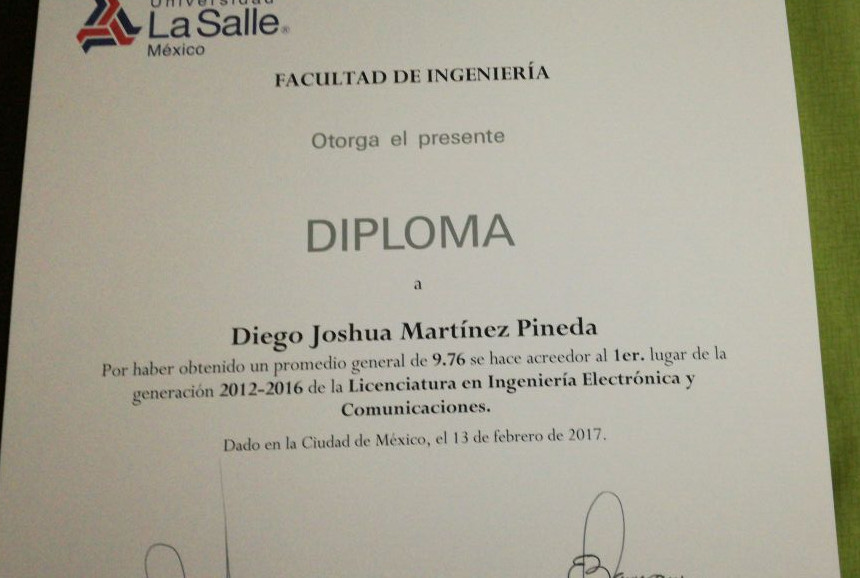 Universidad
La Salle®
México
FACULTAD DE INGENIERÍA
Otorga el presente
DIPLOMA
a
Diego Joshua Martínez Pineda
Por haber obtenido un promedio general de 9.76 se hace acreedor al 1er. lugar de la
generación 2012-2016 de la Licenciatura en Ingeniería Electrónica y
Comunicaciones.
Dado en la Ciudad de México, el 13 de febrero de 2017.